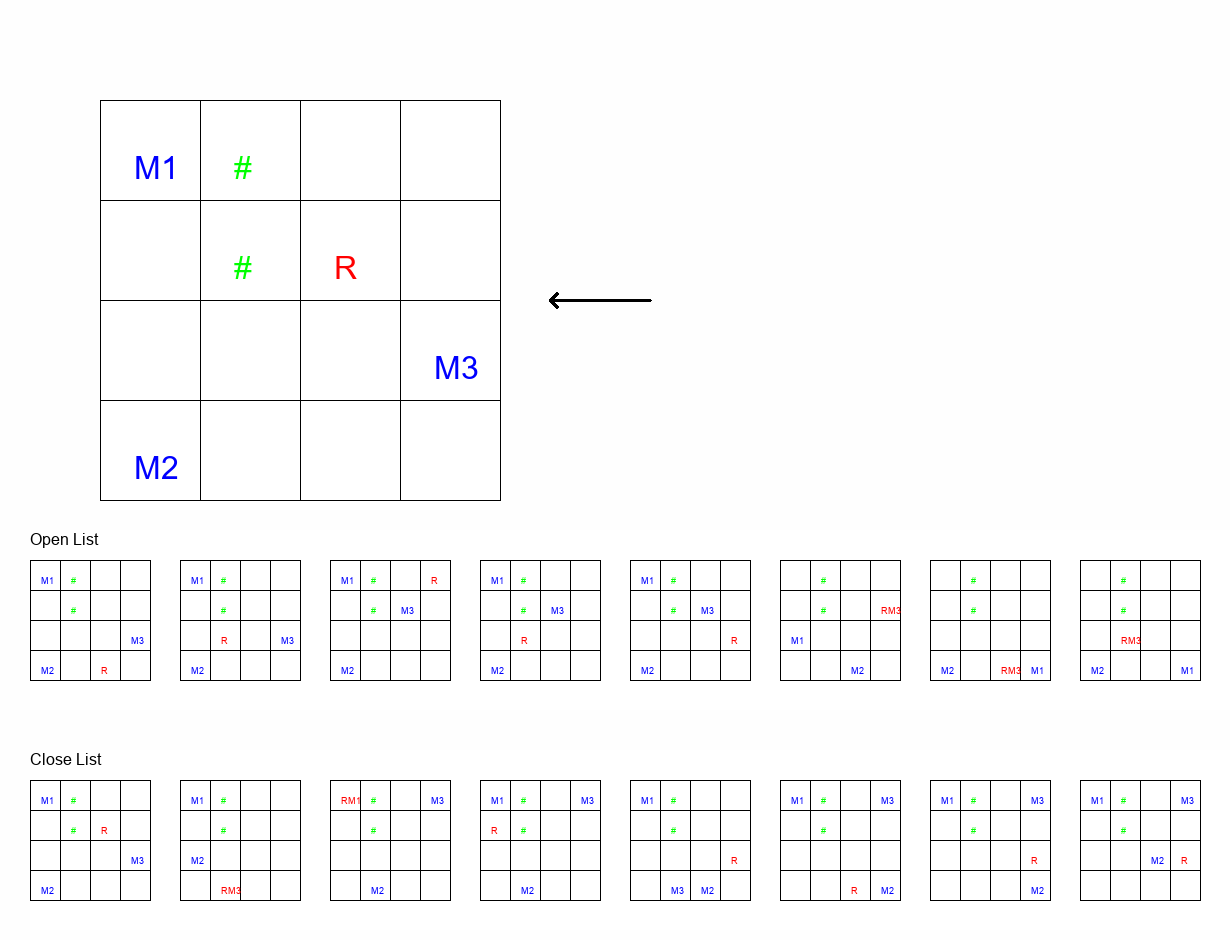 M1 #
# R
M3
M2
Open List
M1 # M1 # M1 # R M1 # M1 # # # #
# # # M3 # M3 # M3 # RM3 # #
M3 R M3 R R M1 RM3
M2 R M2 M2 M2 M2 M2 M2 RM3 M1 M2 M1
Close List
M1 # M1 # RM1 # M3 M1 # M3 M1 # M1 # M3 M1 # M3 M1 # M3
# R # # R # # # # #
M3 M2 R R M2 R
M2 RM3 M2 M2 M3 M2 R M2 M2